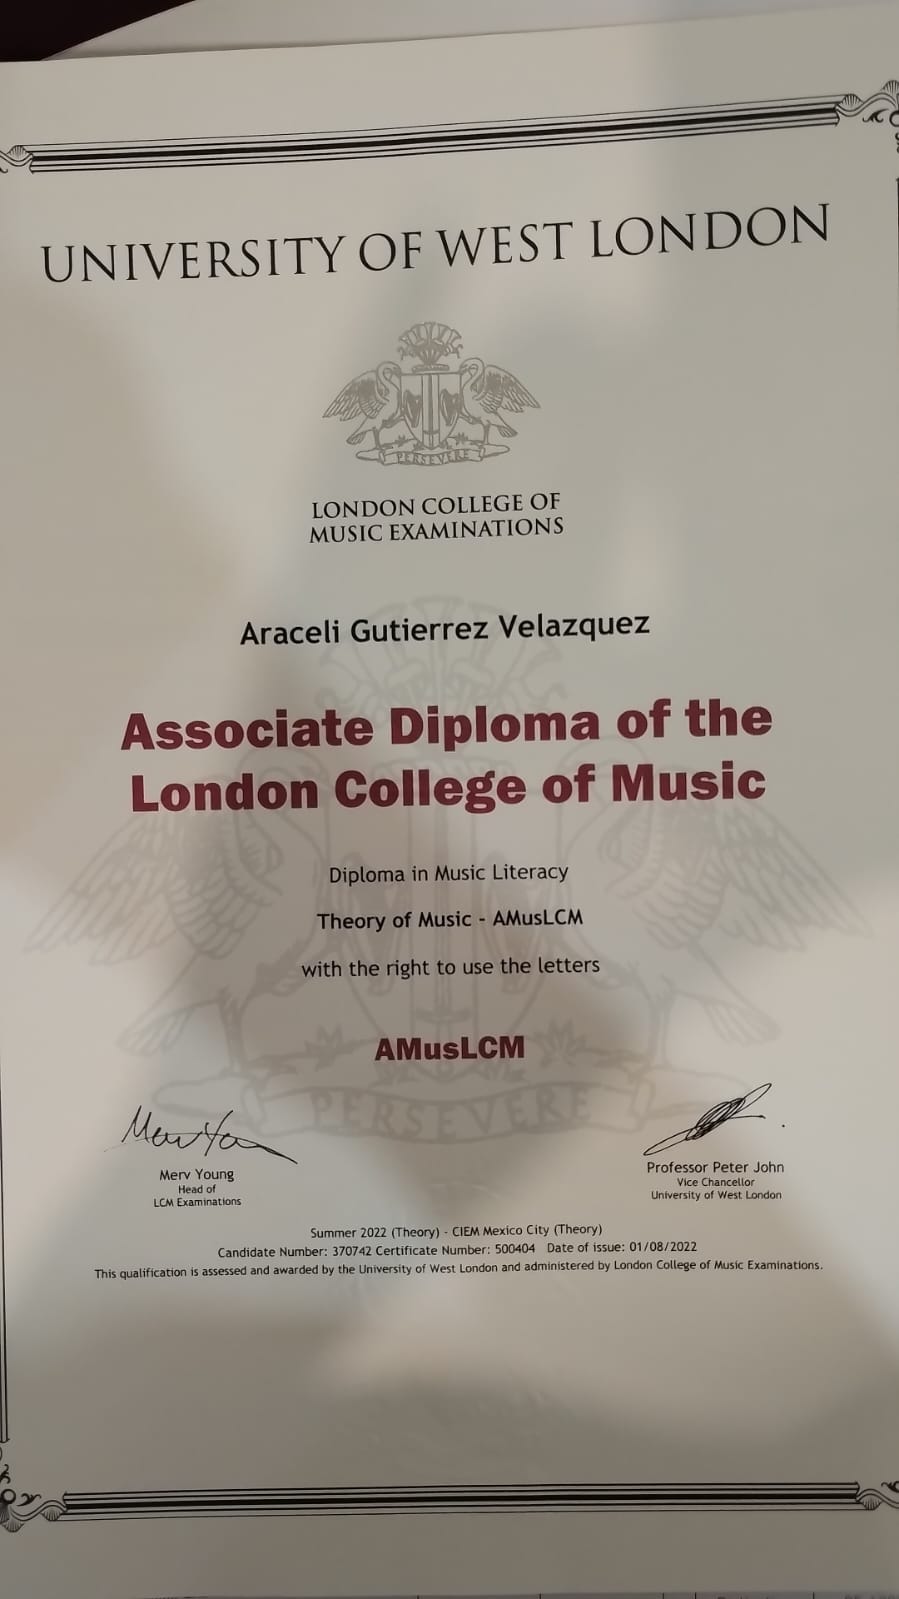 UNIVERSITY OF WEST LONDON
PERSEVERE
LONDON COLLEGE OF
MUSIC EXAMINATIONS
Araceli Gutierrez Velazquez
Associate Diploma of the
London College of Music
Diploma in Music Literacy
Theory of Music - AMusLCM
with the right to use the letters
AMusLCM
PERSEVERE
Merv Young
Head of
LCM Examinations
Professor Peter John
Vice Chancellor
University of West London
Summer 2022 (Theory) - CIEM Mexico City (Theory)
Candidate Number: 370742 Certificate Number: 500404 Date of issue: 01/08/2022
This qualification is assessed and awarded by the University of West London and administered by London College of Music Examinations.